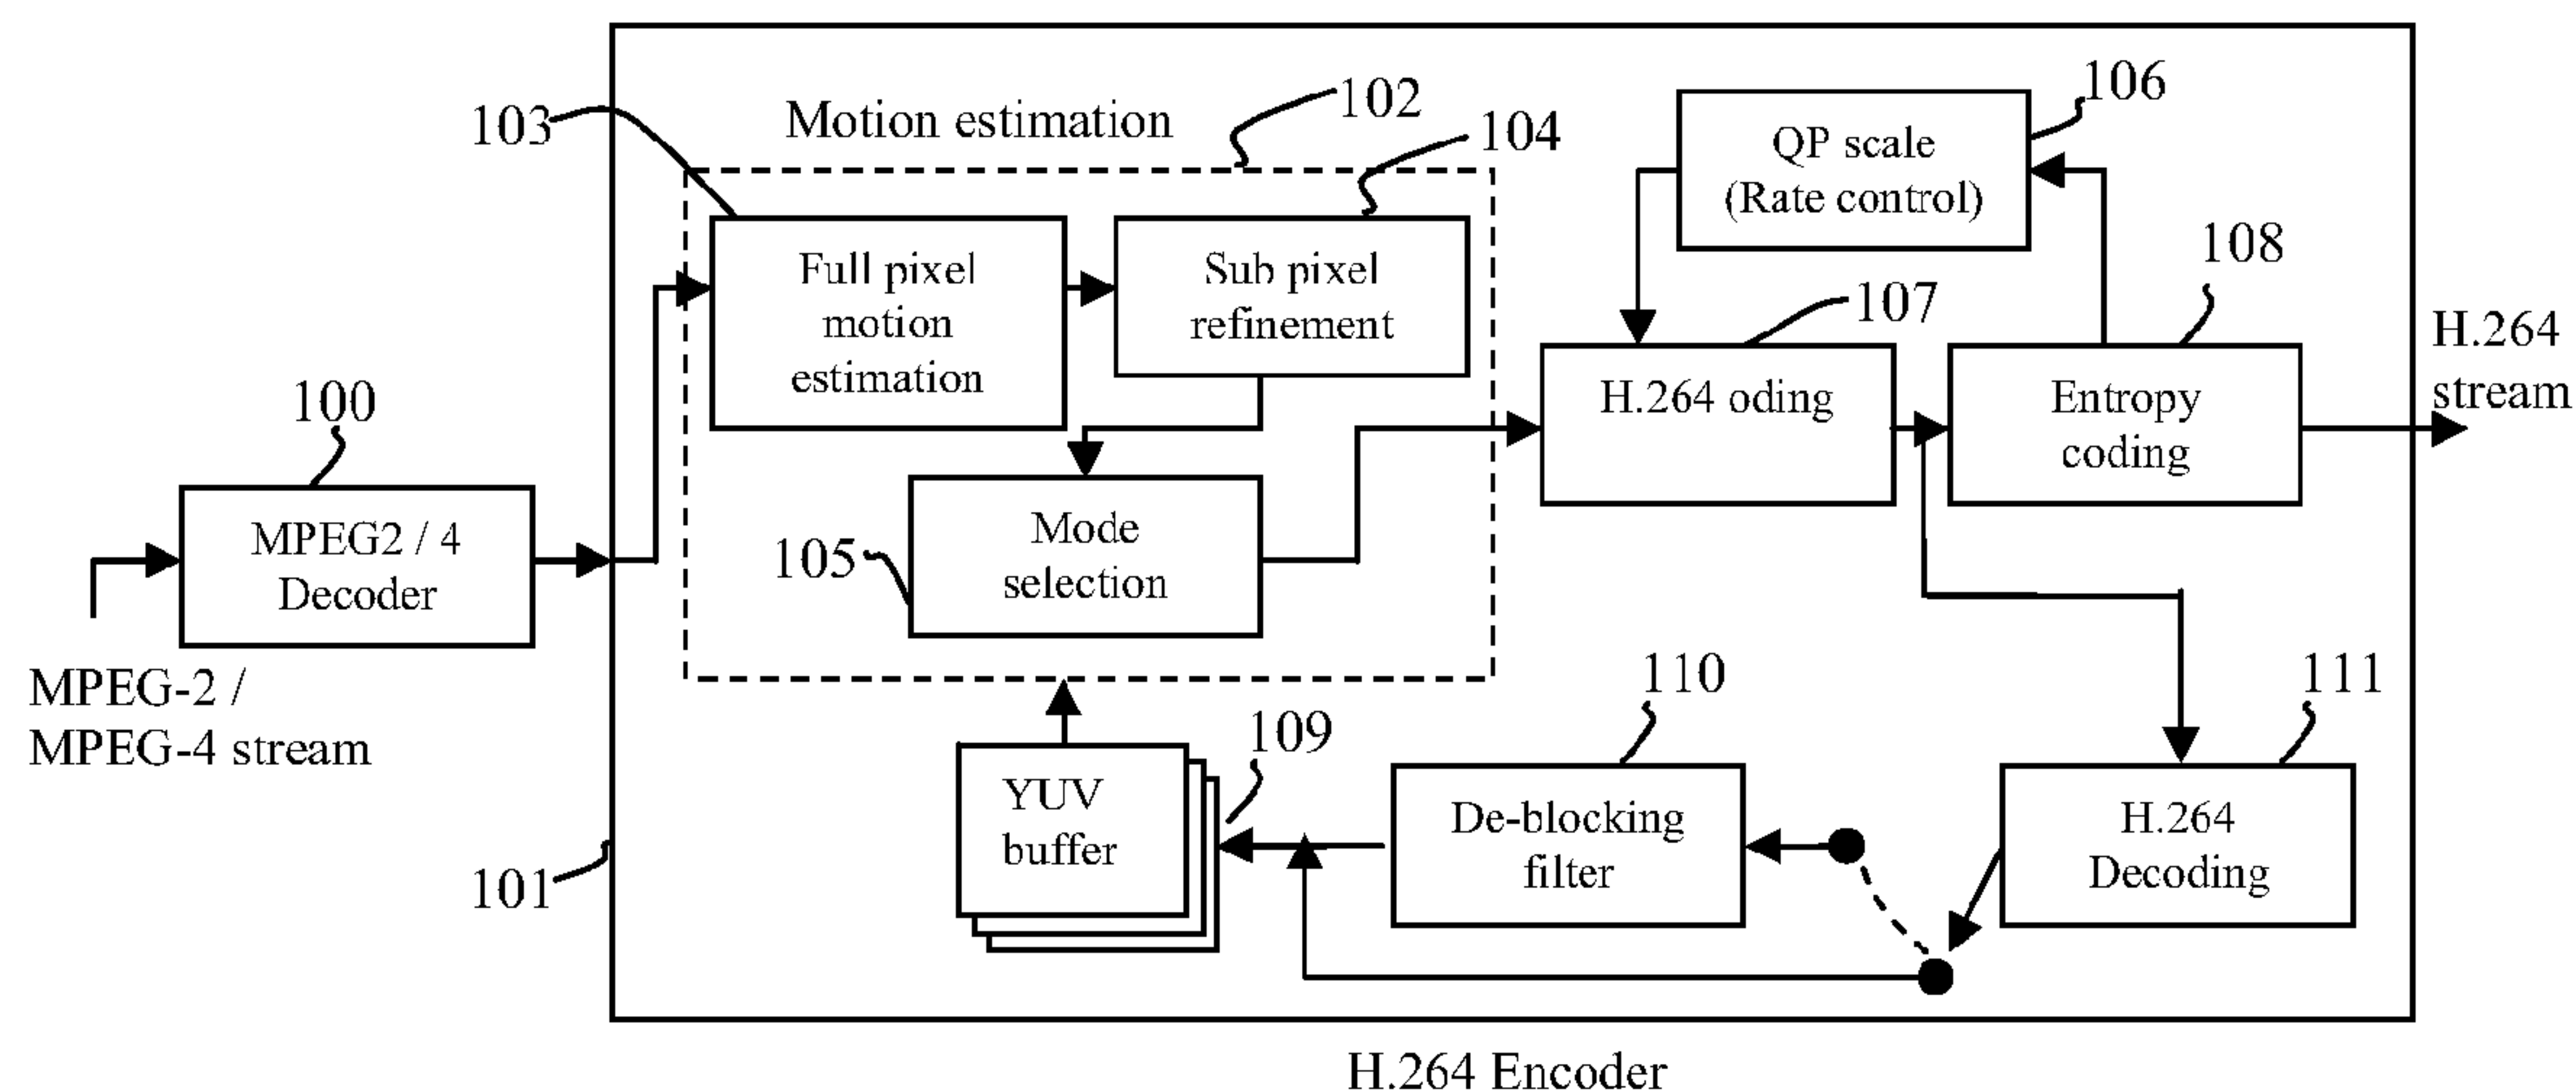 Motion estimation
102
103
104
106
QP scale
(Rate control)
Full pixel
motion
estimation
Sub pixel
refinement
107
108
H.264
stream
100
H.264 oding
Entropy
coding
MPEG2 / 4
Decoder
105
Mode
selection
MPEG-2 /
MPEG-4 stream
109
110
111
YUV
buffer
De-blocking
filter
H.264
Decoding
101
H.264 Encoder